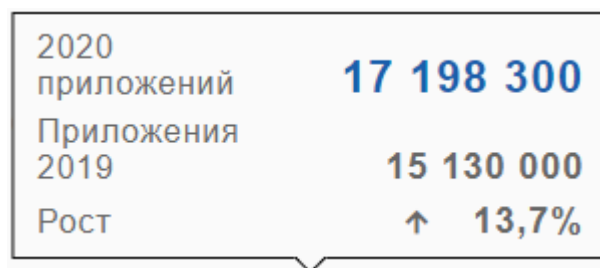 2020
приложений 17 198 300
Приложения
2019 15 130 000
Рост ↑ 13,7%